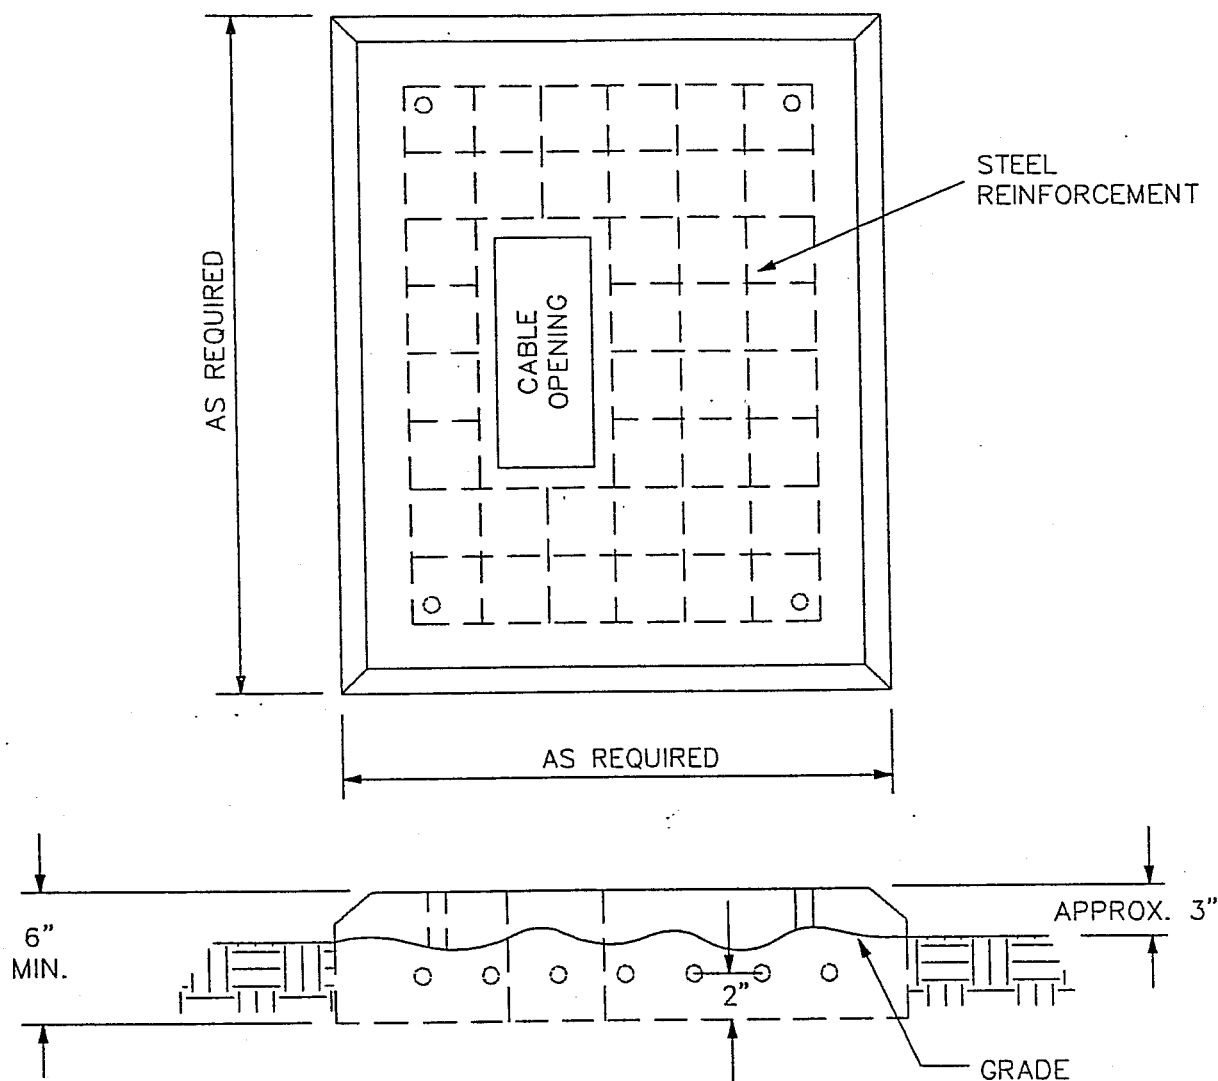 STEEL
REINFORCEMENT
AS REQUIRED
CABLE
OPENING
AS REQUIRED
6"
MIN.
APPROX. 3"
2"
GRADE